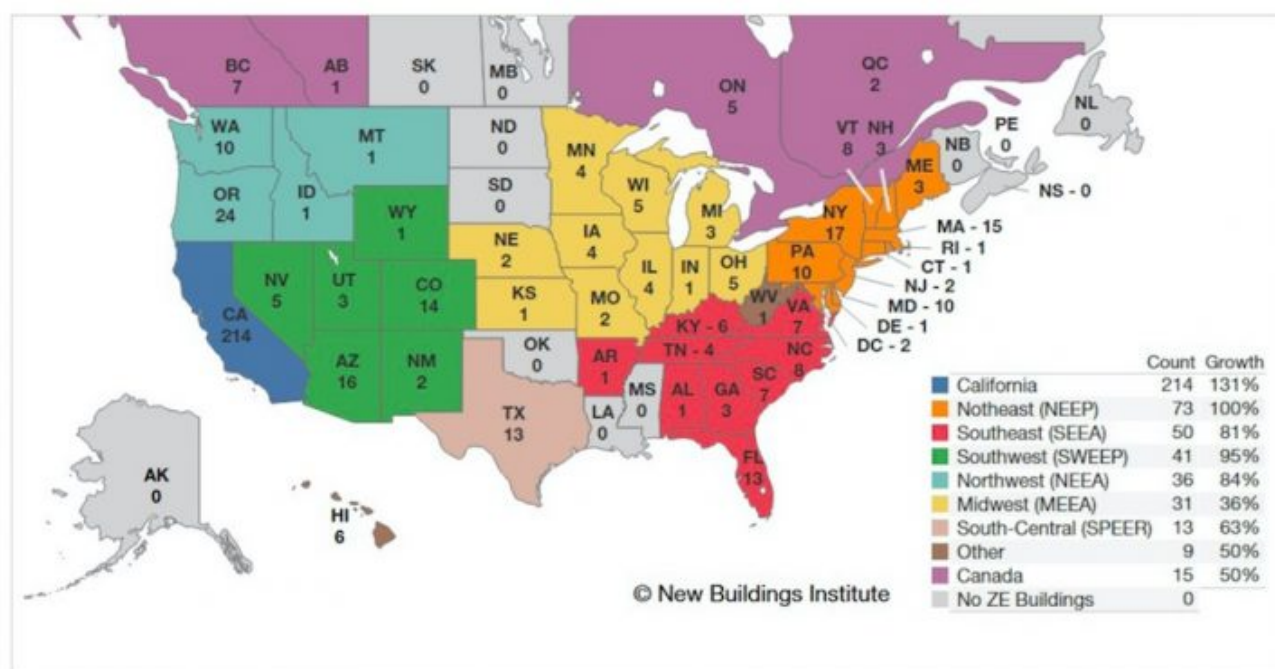 BC
7
AB
1
SK
0
MB
0
ON
5
QC
2
NL
0
WA
10
MT
1
ND
0
MN
4
VT
8
NH
3
ME
3
NB
0
PE
0
NS - 0
OR
24
ID
1
SD
0
WI
5
MI
3
NY
17
MA - 15
RI - 1
CT - 1
NJ - 2
MD - 10
DE - 1
DC - 2
WY
1
NE
2
IA
4
IL
4
IN
1
OH
5
PA
10
WV
1
VA
7
CA
214
NV
5
UT
3
CO
14
KS
1
MO
2
KY - 6
TN - 4
NC
8
AZ
16
NM
2
OK
0
AR
1
MS
0
AL
1
GA
3
SC
7
TX
13
LA
0
FL
13
AK
0
HI
6
Count Growth
California 214 131%
Notheast (NEEP) 73 100%
Southeast (SEEA) 50 81%
Southwest (SWEEP) 41 95%
Northwest (NEEA) 36 84%
Midwest (MEEA) 31 36%
South-Central (SPEER) 13 63%
Other 9 50%
Canada 15 50%
No ZE Buildings 0
© New Buildings Institute